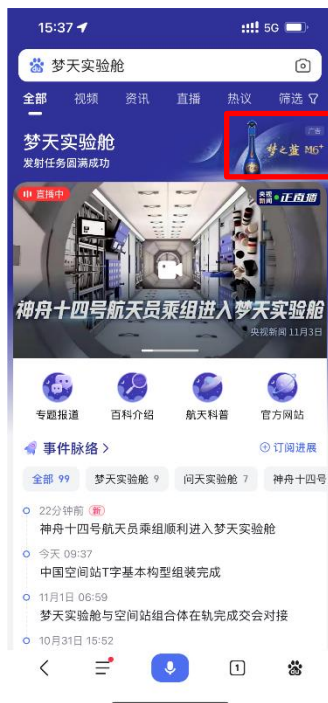 15:37
5G
梦天实验舱
全部 视频 资讯 直播 热议 筛选
梦天实验舱
发射任务圆满成功
广告
梦之蓝 M6+
直播中
央视新闻 正直播
神舟十四号航天员乘组进入梦天实验舱
央视新闻 11月3日
专题报道 百科介绍 航天科普 官方网站
事件脉络 >
订阅进展
全部 99 梦天实验舱 9 问天实验舱 7 神舟十四号
22分钟前 新
神舟十四号航天员乘组顺利进入梦天实验舱
今天 09:37
中国空间站T字基本构型组装完成
11月1日 06:59
梦天实验舱与空间站组合体在轨完成交会对接
10月31日 15:52
1